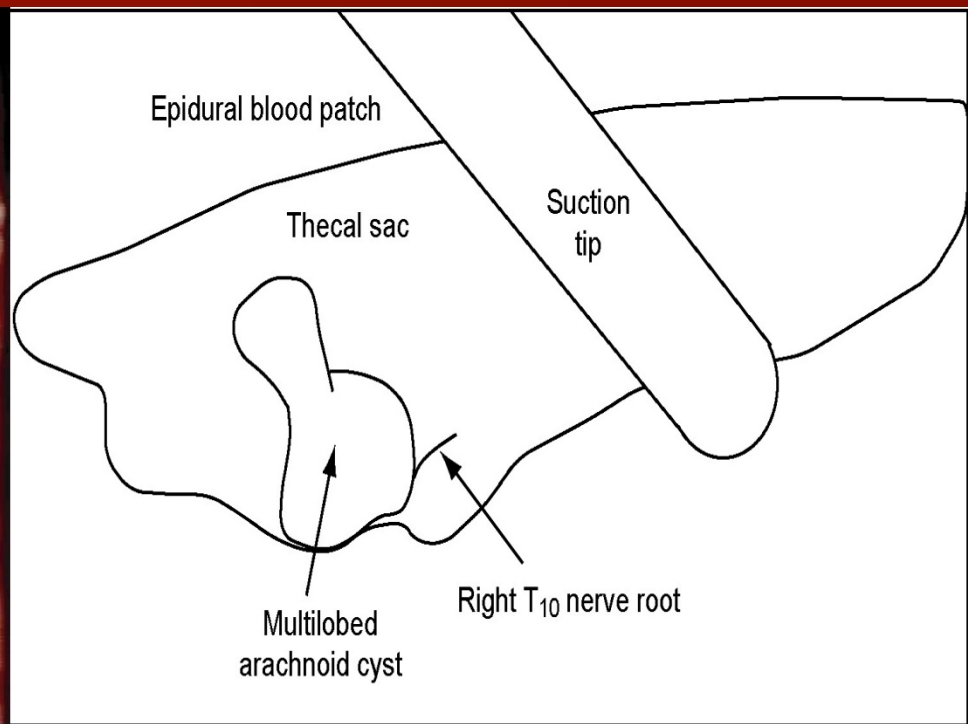 Epidural blood patch
Thecal sac
Suction
tip
Right T₁₀ nerve root
Multilobed
arachnoid cyst